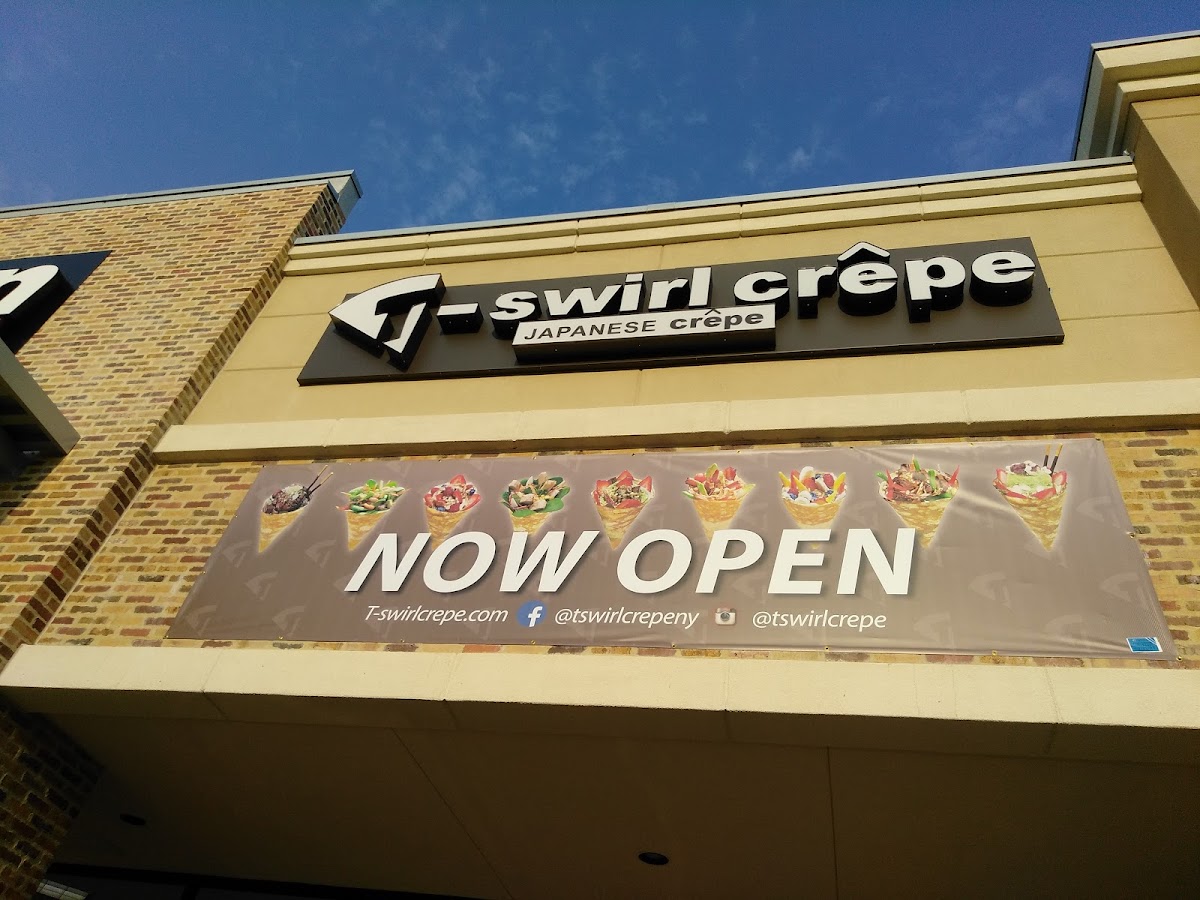 T-swirl crêpe
JAPANESE crêpe
NOW OPEN
T-swirlcrepe.com f @tswirlcrepeny @tswirlcrepe